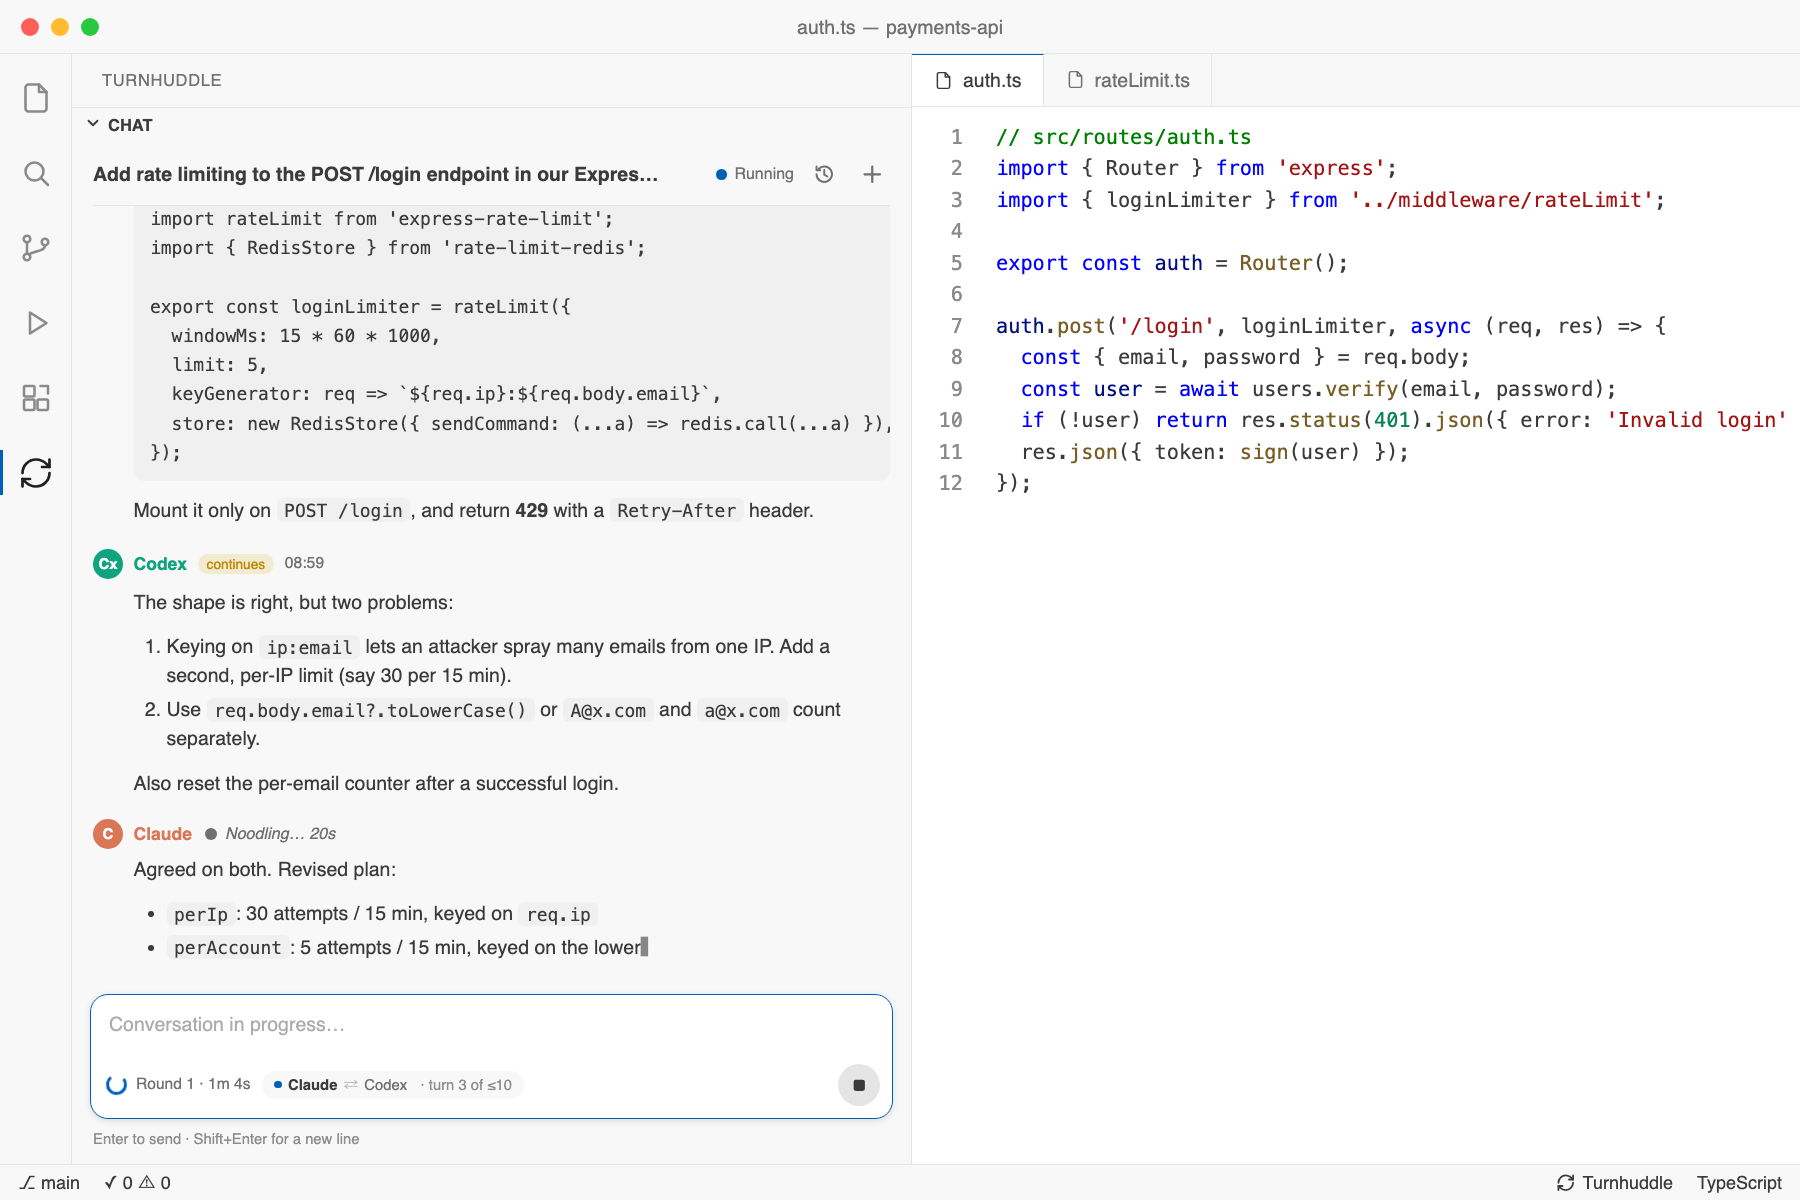 auth.ts — payments-api
TURNHUDDLE
CHAT
Add rate limiting to the POST /login endpoint in our Expres…
Running
import rateLimit from 'express-rate-limit';
import { RedisStore } from 'rate-limit-redis';
export const loginLimiter = rateLimit({
  windowMs: 15 * 60 * 1000,
  limit: 5,
  keyGenerator: req => `${req.ip}:${req.body.email}`,
  store: new RedisStore({ sendCommand: (...a) => redis.call(...a) }),
});
Mount it only on POST /login, and return 429 with a Retry-After header.
Cx Codex continues 08:59
The shape is right, but two problems:
1. Keying on ip:email lets an attacker spray many emails from one IP. Add a
second, per-IP limit (say 30 per 15 min).
2. Use req.body.email?.toLowerCase() or A@x.com and a@x.com count
separately.
Also reset the per-email counter after a successful login.
C Claude Noodling… 20s
Agreed on both. Revised plan:
• perIp: 30 attempts / 15 min, keyed on req.ip
• perAccount: 5 attempts / 15 min, keyed on the lower
Conversation in progress…
Round 1 · 1m 4s Claude ⇌ Codex · turn 3 of ≤10
Enter to send · Shift+Enter for a new line
auth.ts
rateLimit.ts
1 // src/routes/auth.ts
2 import { Router } from 'express';
3 import { loginLimiter } from '../middleware/rateLimit';
4
5 export const auth = Router();
6
7 auth.post('/login', loginLimiter, async (req, res) => {
8   const { email, password } = req.body;
9   const user = await users.verify(email, password);
10   if (!user) return res.status(401).json({ error: 'Invalid login'
11   res.json({ token: sign(user) });
12 });
main ✓ 0 ⚠ 0
Turnhuddle TypeScript